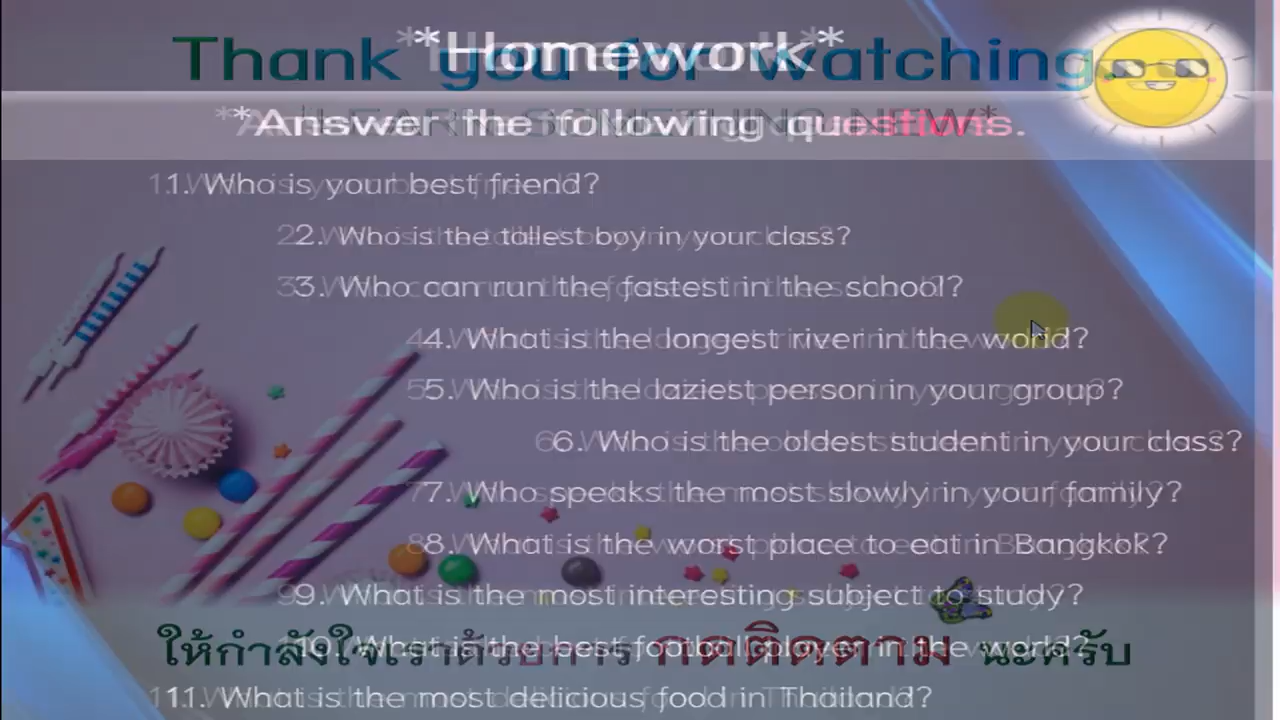 **Homework**
Thank you for watching.
**Answer the following questions.
*LEARN SOMETHING NEW*
1. Who is your best friend?
2. Who is the tallest boy in your class?
3. Who can run the fastest in the school?
4. What is the longest river in the world?
5. Who is the laziest person in your group?
6. Who is the oldest student in your class?
7. Who speaks the most slowly in your family?
8. What is the worst place to eat in Bangkok?
9. What is the most interesting subject to study?
10. What is the best football player in the world?
ให้กำลังใจเราด้วยการ กดติดตาม นะครับ
11. What is the most delicious food in Thailand?